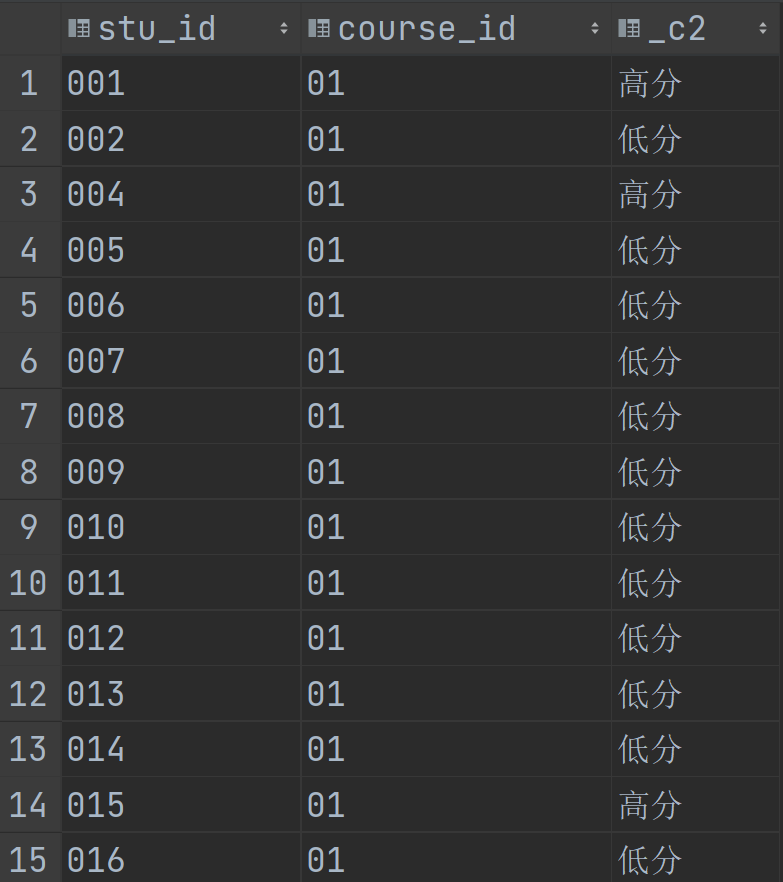 stu_id course_id _c2
1 001 01 高分
2 002 01 低分
3 004 01 高分
4 005 01 低分
5 006 01 低分
6 007 01 低分
7 008 01 低分
8 009 01 低分
9 010 01 低分
10 011 01 低分
11 012 01 低分
12 013 01 低分
13 014 01 低分
14 015 01 高分
15 016 01 低分